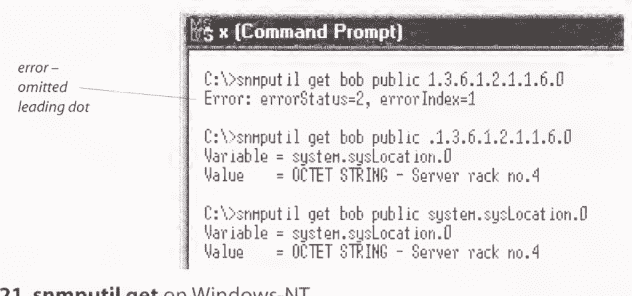 x (Command Prompt)
error –
omitted
leading dot
C:\>snmputil get bob public 1.3.6.1.2.1.1.6.0
Error: errorStatus=2, errorIndex=1
C:\>snmputil get bob public .1.3.6.1.2.1.1.6.0
Variable = system.sysLocation.0
Value    = OCTET STRING - Server rack no.4
C:\>snmputil get bob public system.sysLocation.0
Variable = system.sysLocation.0
Value    = OCTET STRING - Server rack no.4
21 snmputil get on Windows-NT